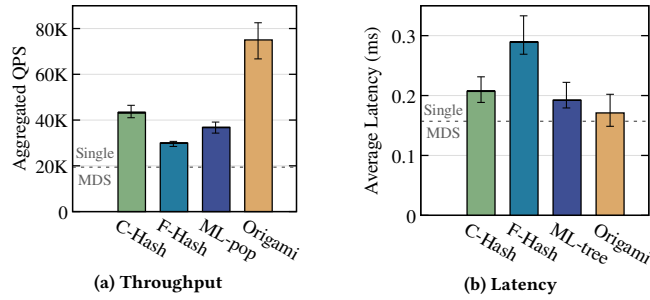 Aggregated QPS
80K
60K
40K
20K
0
Single
MDS
C-Hash
F-Hash
ML-pop
Origami
(a) Throughput
Average Latency (ms)
0.3
0.2
0.1
0
Single
MDS
C-Hash
F-Hash
ML-tree
Origami
(b) Latency